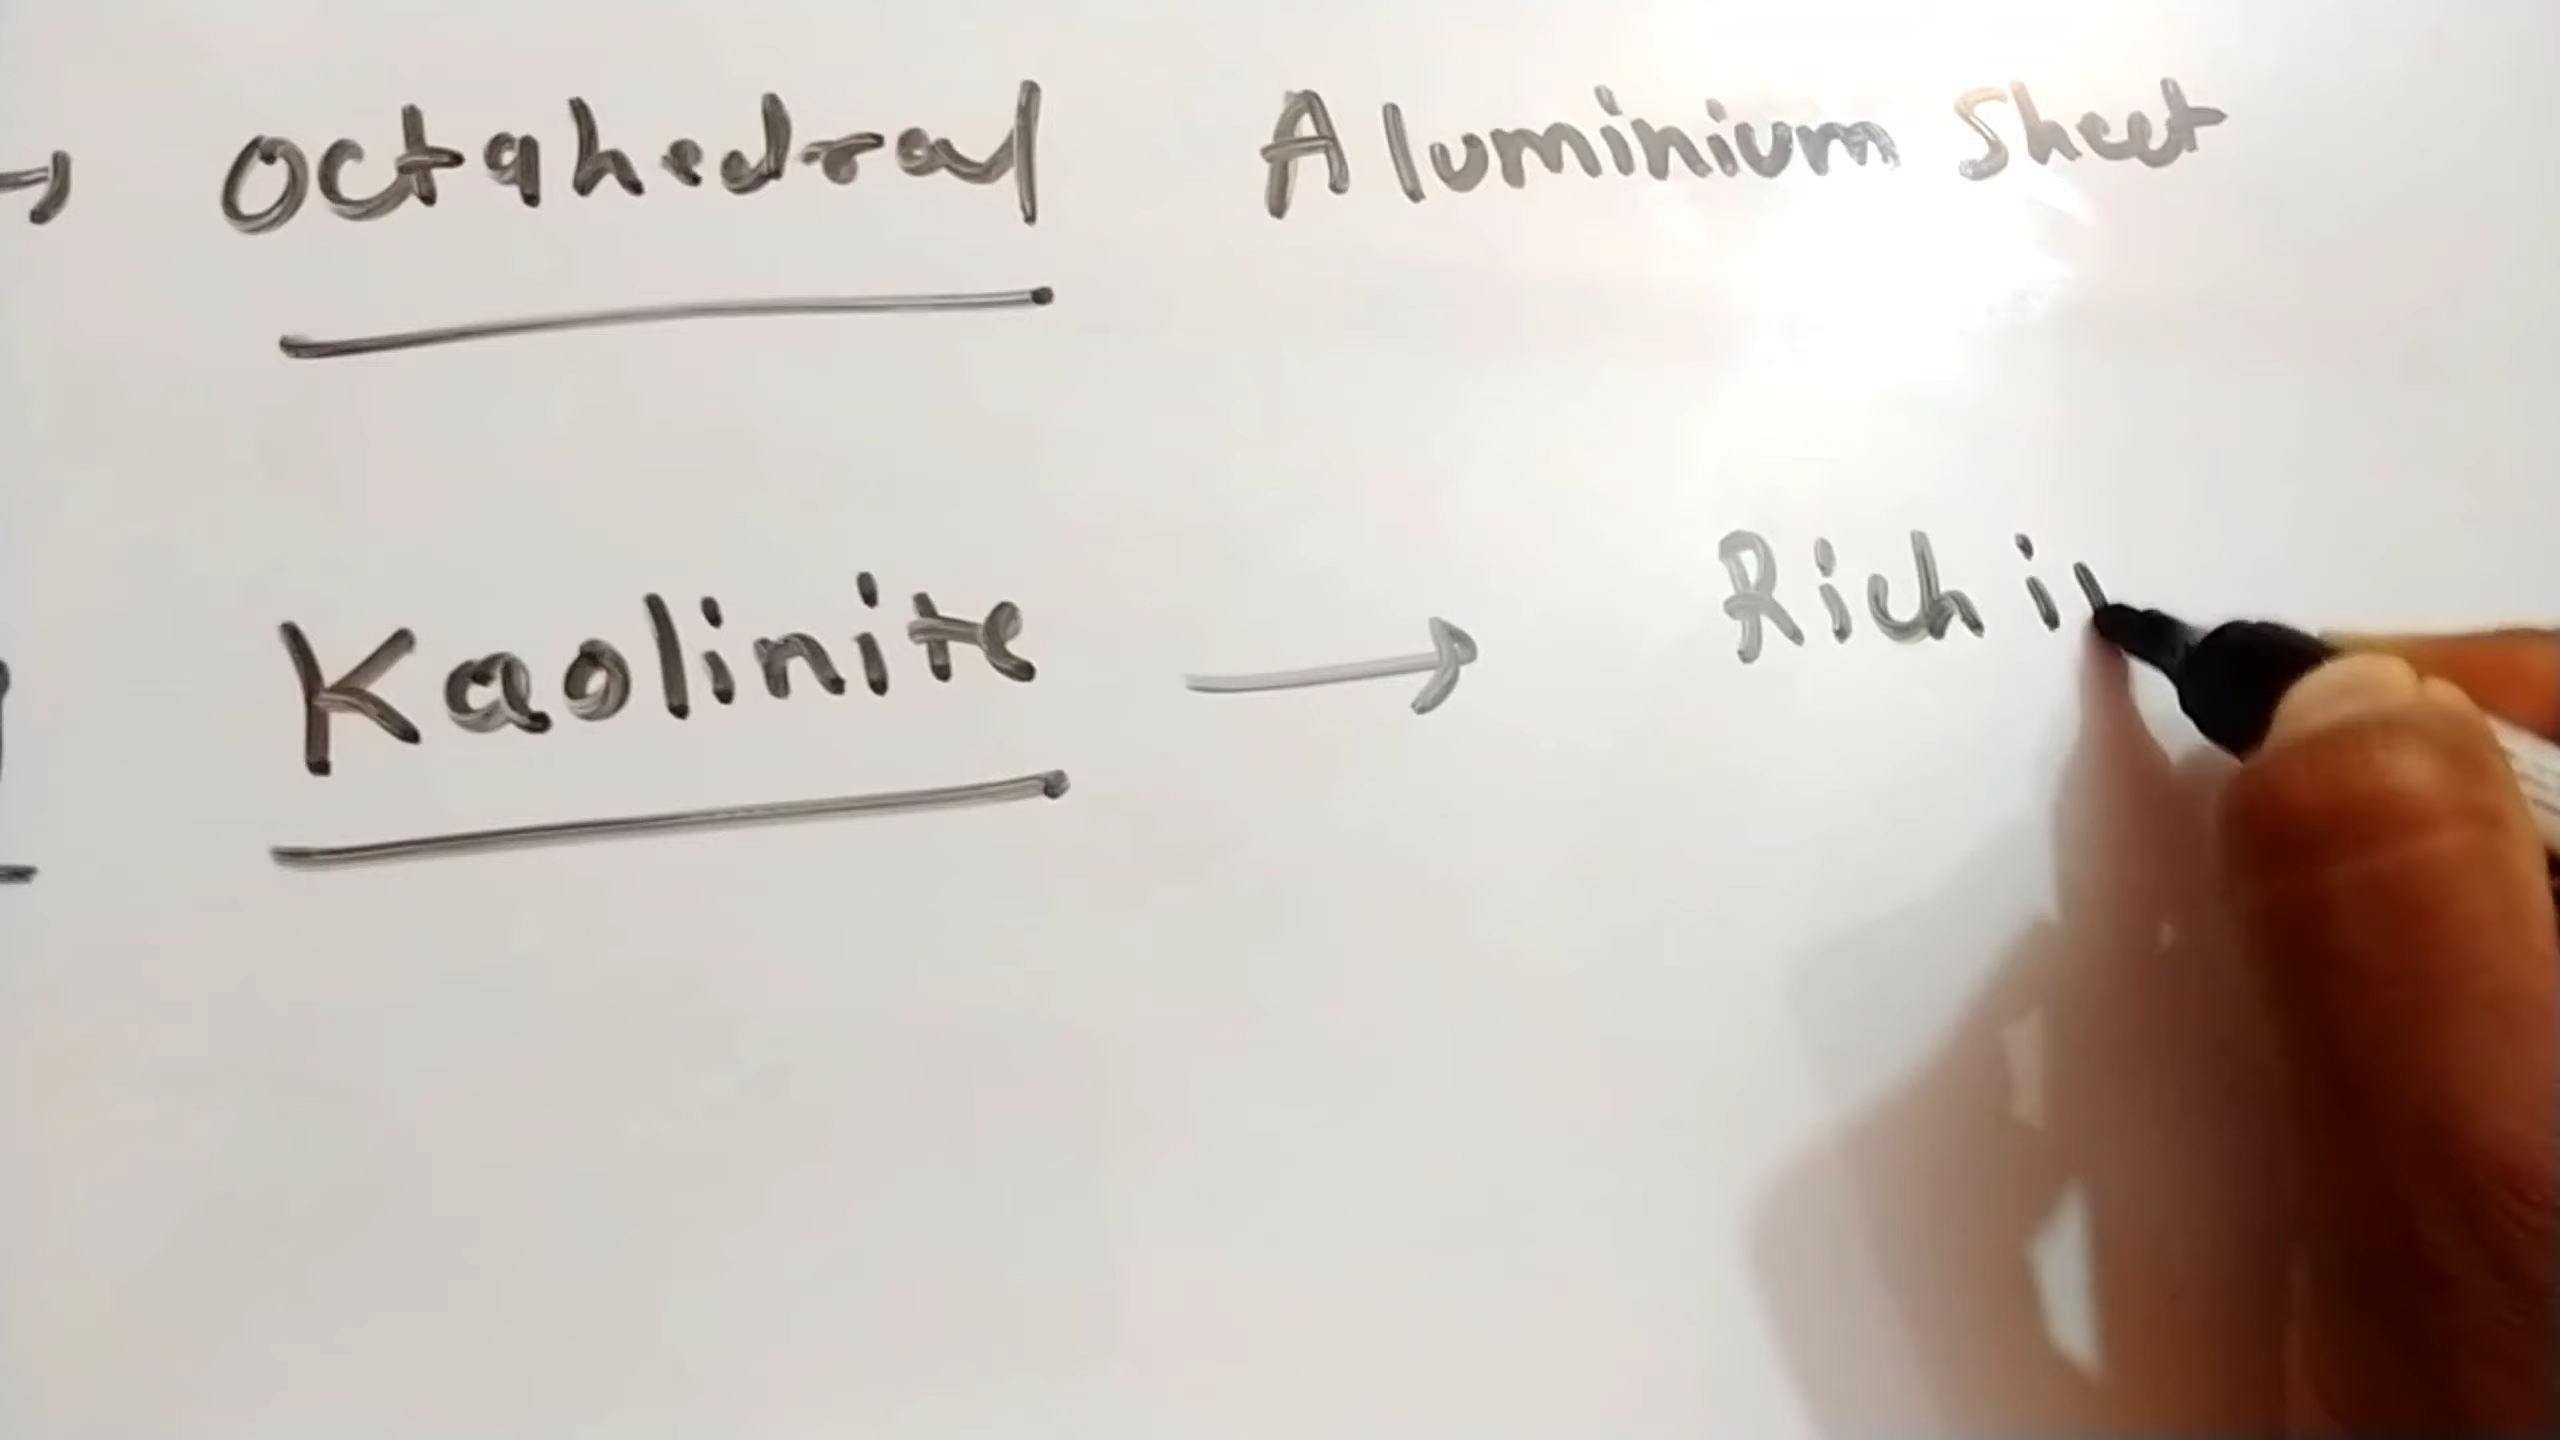 → Octahedral Aluminium Sheet
Kaolinite → Rich i